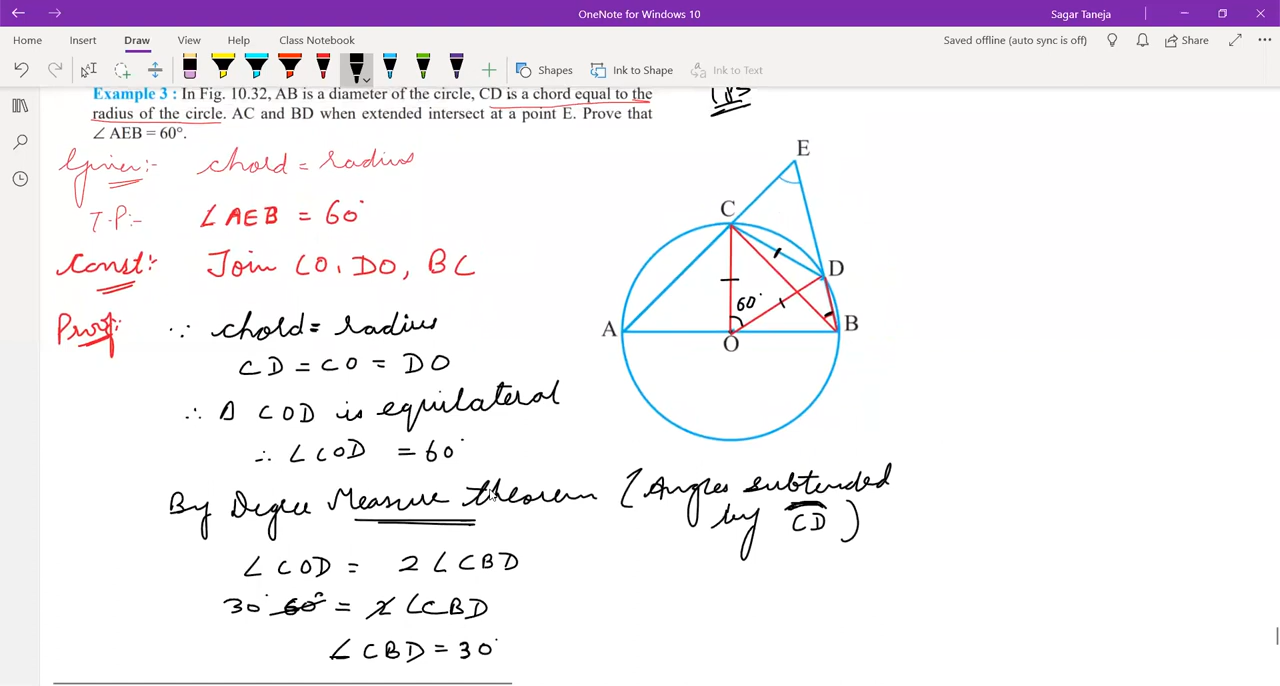 OneNote for Windows 10
Sagar Taneja
Home Insert Draw View Help Class Notebook
Saved offline (auto sync is off) Share
Shapes Ink to Shape Ink to Text
Example 3 : In Fig. 10.32, AB is a diameter of the circle, CD is a chord equal to the
radius of the circle. AC and BD when extended intersect at a point E. Prove that
∠ AEB = 60°.
Given:- chord = radius
T.P:- ∠AEB = 60°
Const:- Join CO, DO, BC
Proof:- ∵ chord = radius
CD = CO = DO
∴ Δ COD is equilateral
∴ ∠COD = 60°
By Degree Measure theorem (Angles subtended
by CD)
∠COD = 2∠CBD
30° 60° = 2∠CBD
∠CBD = 30°
E
C
D
60°
A
O
B